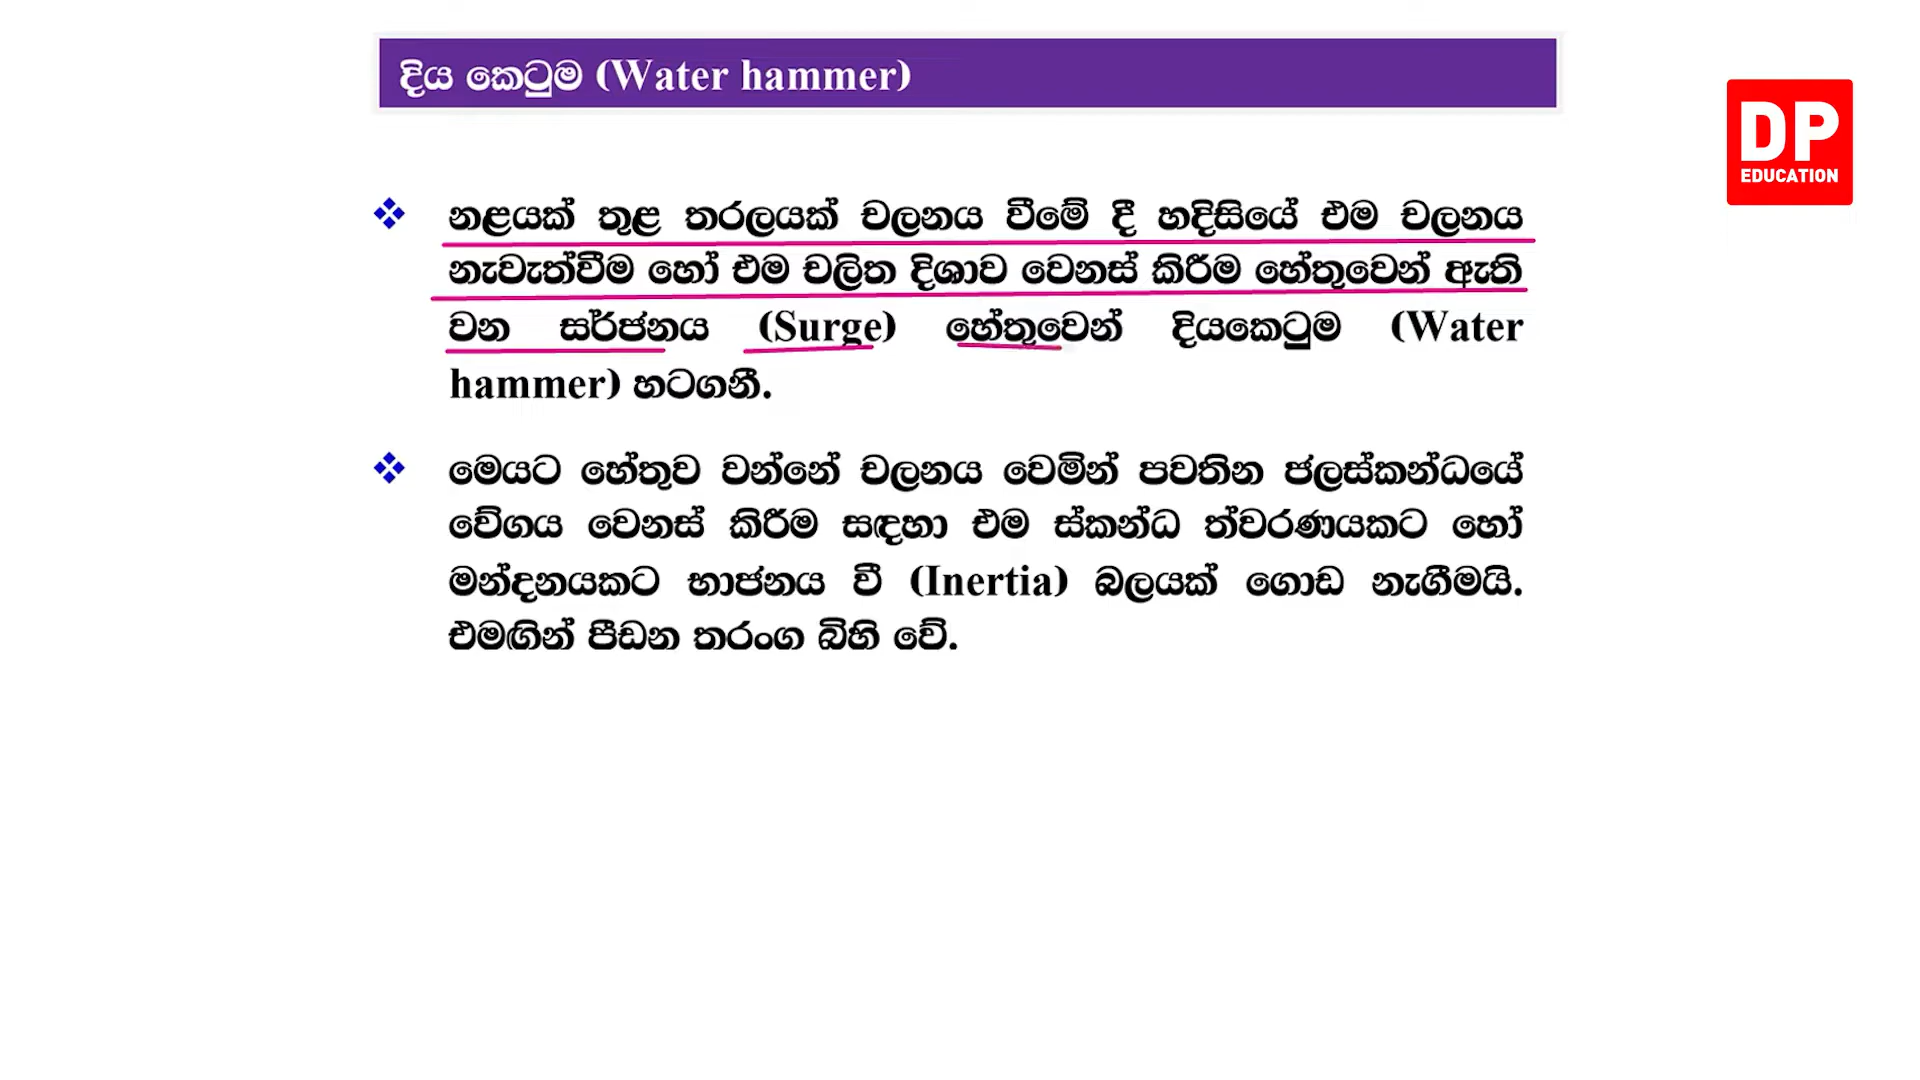 දිය කෙටුම (Water hammer)
DP
EDUCATION
නළයක් තුළ තරලයක් චලනය වීමේ දී හදිසියේ එම චලනය
නැවැත්වීම හෝ එම චලිත දිශාව වෙනස් කිරීම හේතුවෙන් ඇති
වන සර්ජනය (Surge) හේතුවෙන් දියකෙටුම (Water
hammer) හටගනී.
මෙයට හේතුව වන්නේ චලනය වෙමින් පවතින ජලස්කන්ධයේ
වේගය වෙනස් කිරීම සඳහා එම ස්කන්ධ ත්වරණයකට හෝ
මන්දනයකට භාජනය වී (Inertia) බලයක් ගොඩ නැගීමයි.
එමඟින් පීඩන තරංග බිහි වේ.